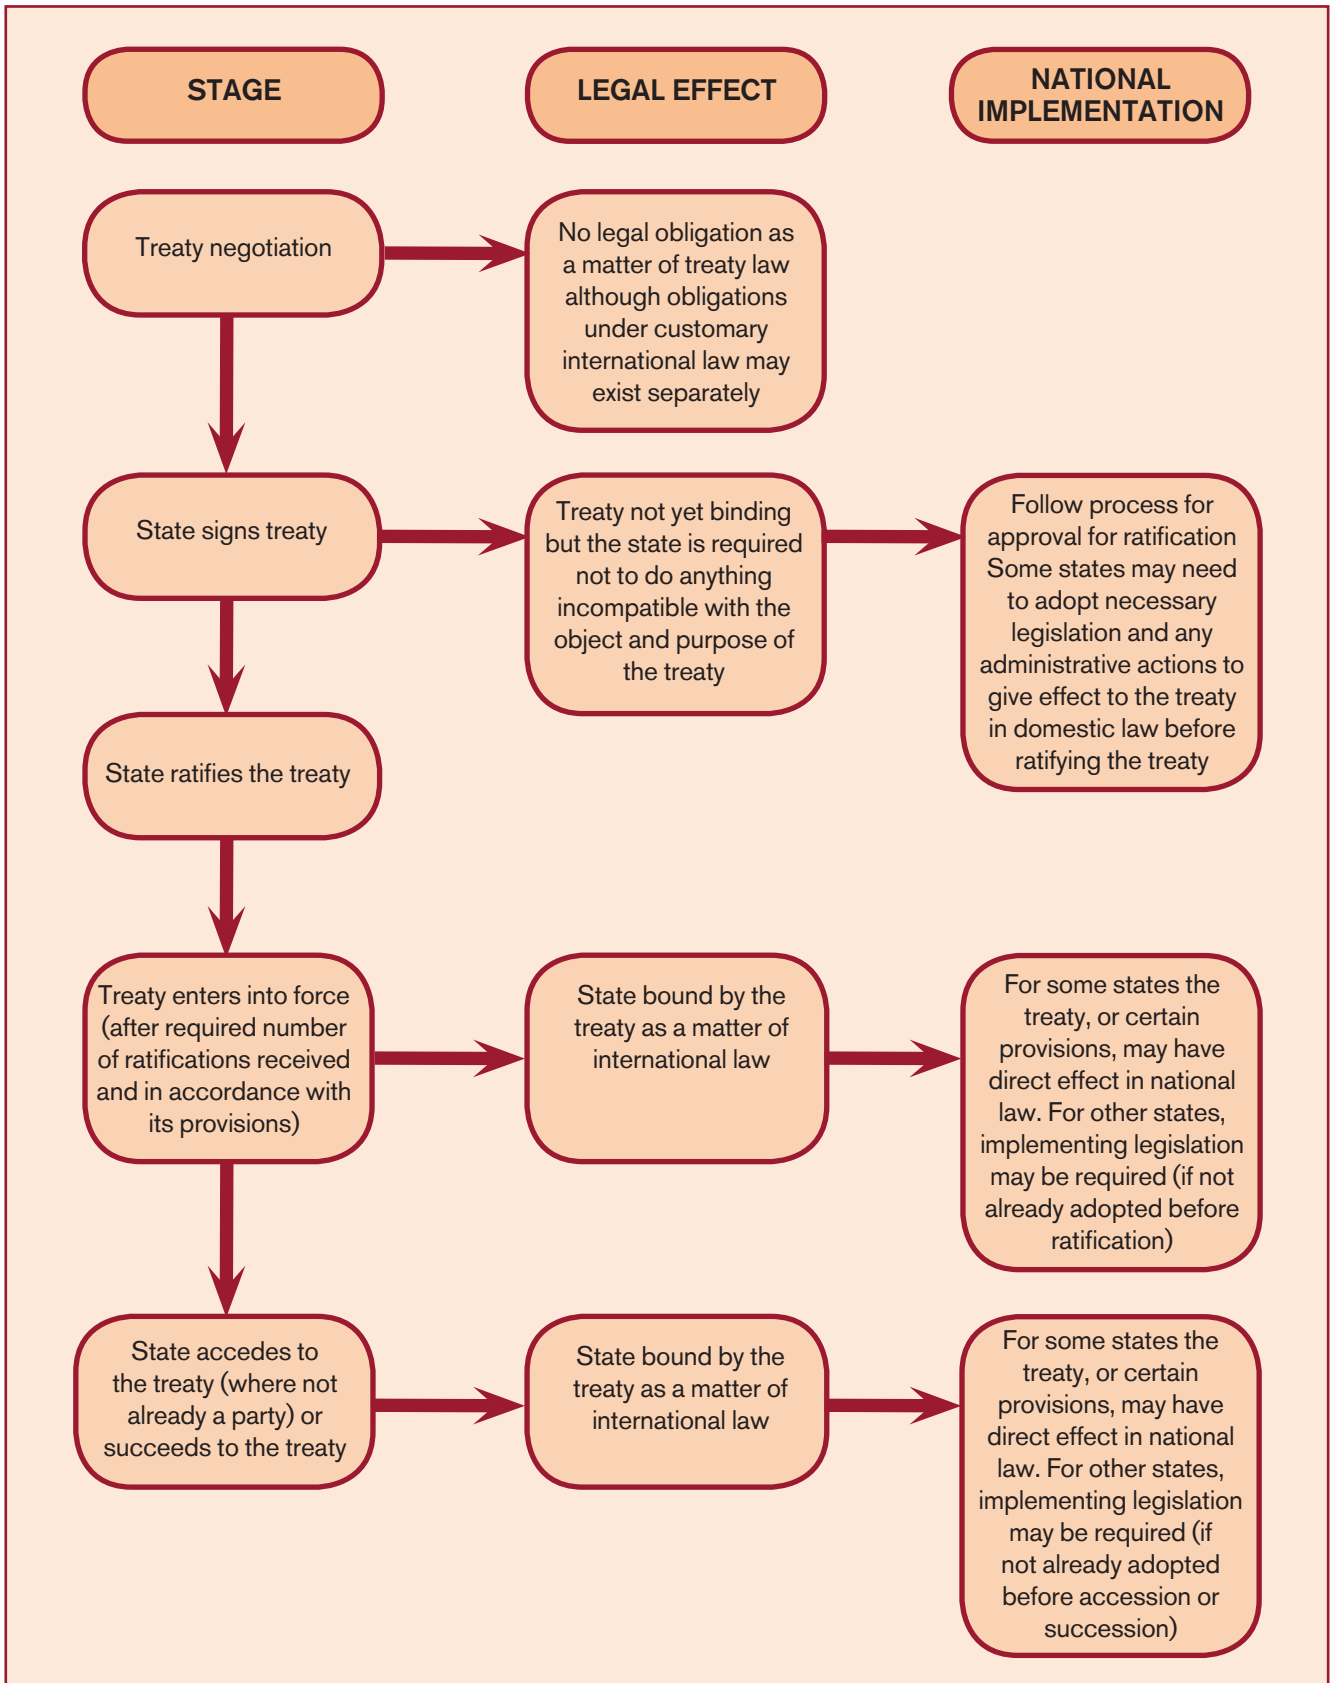 STAGE
LEGAL EFFECT
NATIONAL
IMPLEMENTATION
Treaty negotiation
No legal obligation as
a matter of treaty law
although obligations
under customary
international law may
exist separately
State signs treaty
Treaty not yet binding
but the state is required
not to do anything
incompatible with the
object and purpose of
the treaty
Follow process for
approval for ratification
Some states may need
to adopt necessary
legislation and any
administrative actions to
give effect to the treaty
in domestic law before
ratifying the treaty
State ratifies the treaty
Treaty enters into force
(after required number
of ratifications received
and in accordance with
its provisions)
State bound by the
treaty as a matter of
international law
For some states the
treaty, or certain
provisions, may have
direct effect in national
law. For other states,
implementing legislation
may be required (if not
already adopted before
ratification)
State accedes to
the treaty (where not
already a party) or
succeeds to the treaty
State bound by the
treaty as a matter of
international law
For some states the
treaty, or certain
provisions, may have
direct effect in national
law. For other states,
implementing legislation
may be required (if
not already adopted
before accession or
succession)